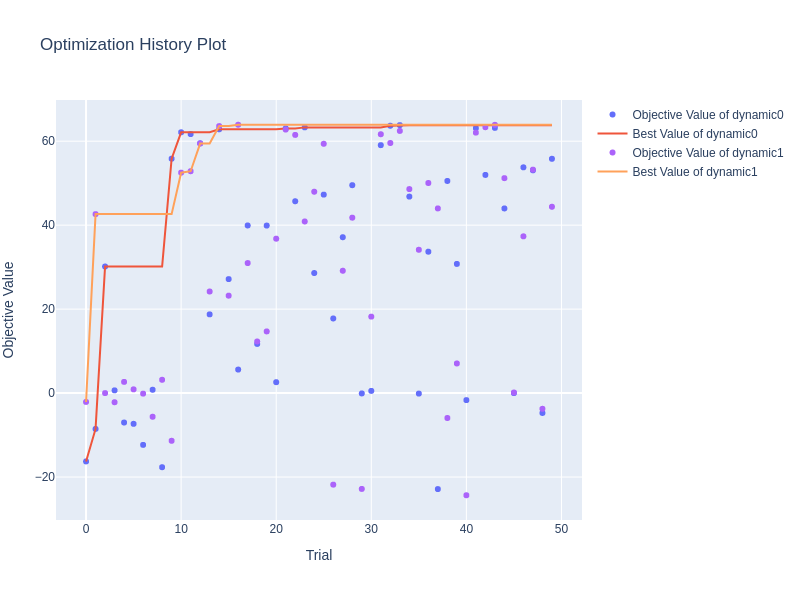 Optimization History Plot
Objective Value of dynamic0
Best Value of dynamic0
Objective Value of dynamic1
Best Value of dynamic1
60
40
20
0
−20
Objective Value
0
10
20
30
40
50
Trial